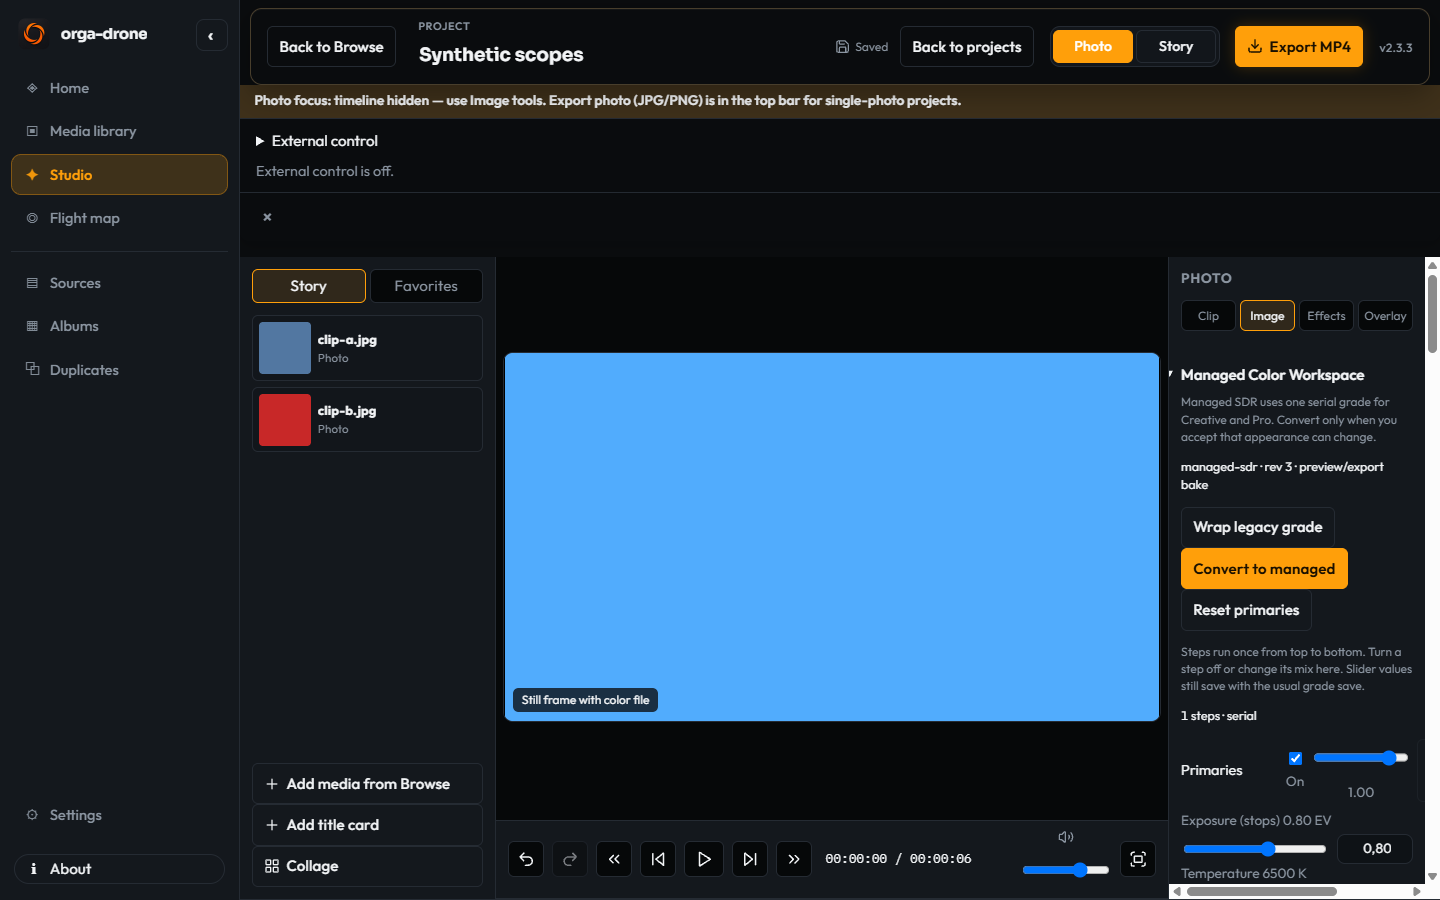 orga-drone
Home
Media library
Studio
Flight map
Sources
Albums
Duplicates
Settings
About
Back to Browse
PROJECT
Synthetic scopes
Saved
Back to projects
Photo
Story
Export MP4
v2.3.3
Photo focus: timeline hidden — use Image tools. Export photo (JPG/PNG) is in the top bar for single-photo projects.
External control
External control is off.
Story
Favorites
clip-a.jpg
Photo
clip-b.jpg
Photo
Add media from Browse
Add title card
Collage
Still frame with color file
00:00:00 / 00:00:06
PHOTO
Clip
Image
Effects
Overlay
Managed Color Workspace
Managed SDR uses one serial grade for
Creative and Pro. Convert only when you
accept that appearance can change.
managed-sdr · rev 3 · preview/export
bake
Wrap legacy grade
Convert to managed
Reset primaries
Steps run once from top to bottom. Turn a
step off or change its mix here. Slider values
still save with the usual grade save.
1 steps · serial
Primaries
On
1.00
Exposure (stops) 0.80 EV
0,80
Temperature 6500 K